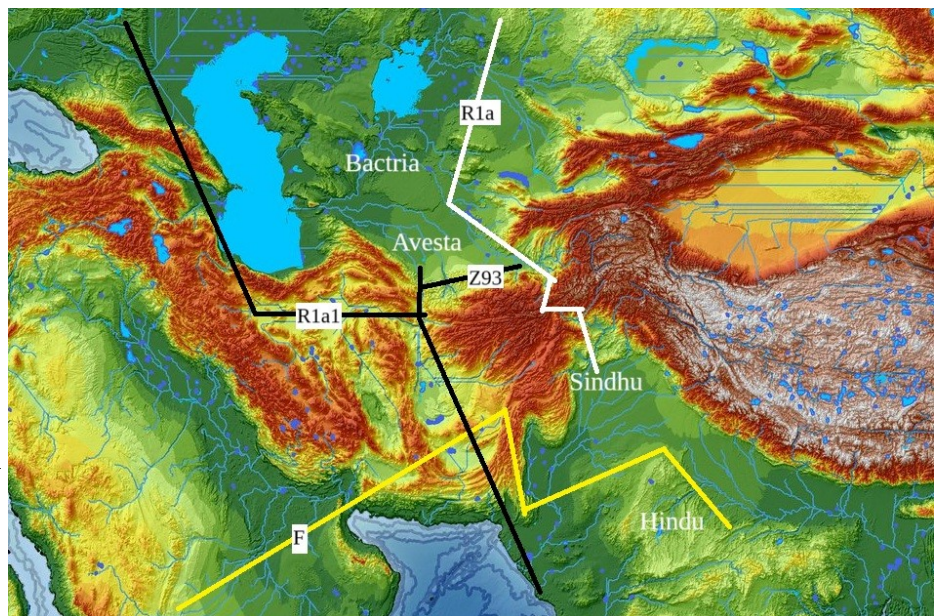 R1a
Bactria
Avesta
Z93
R1a1
Sindhu
Hindu
F